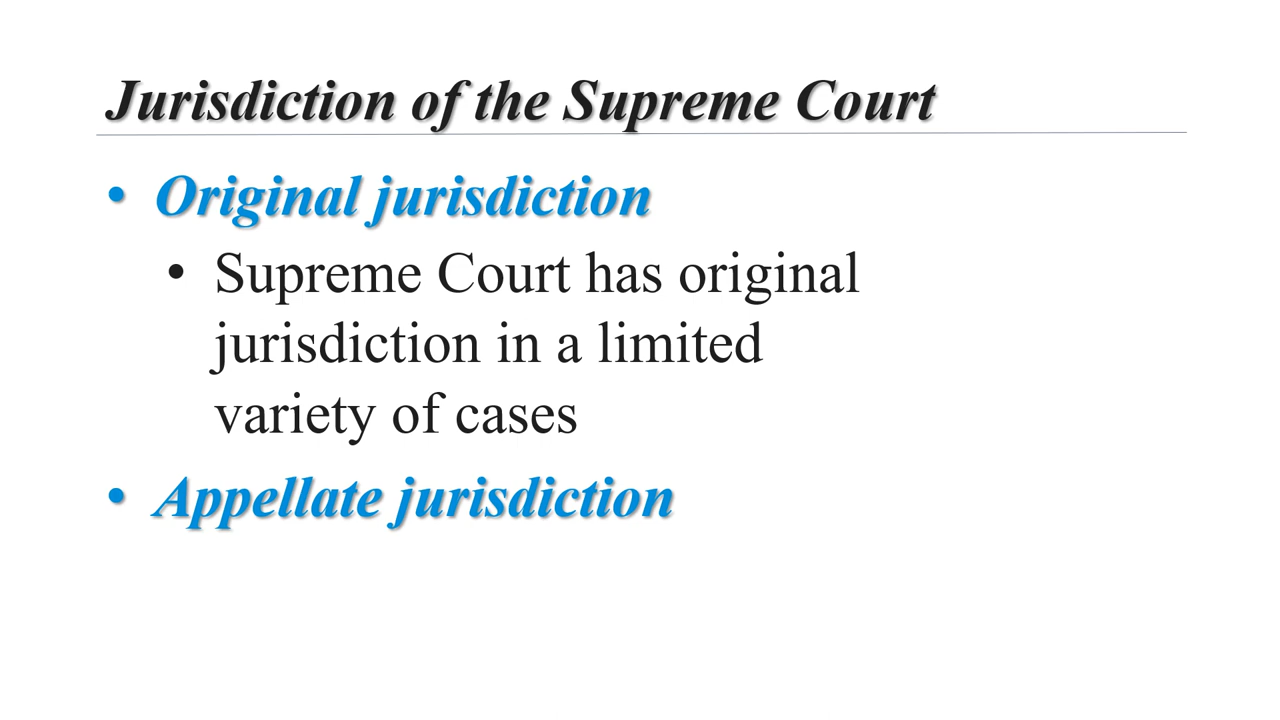 Jurisdiction of the Supreme Court
• Original jurisdiction
• Supreme Court has original
jurisdiction in a limited
variety of cases
• Appellate jurisdiction